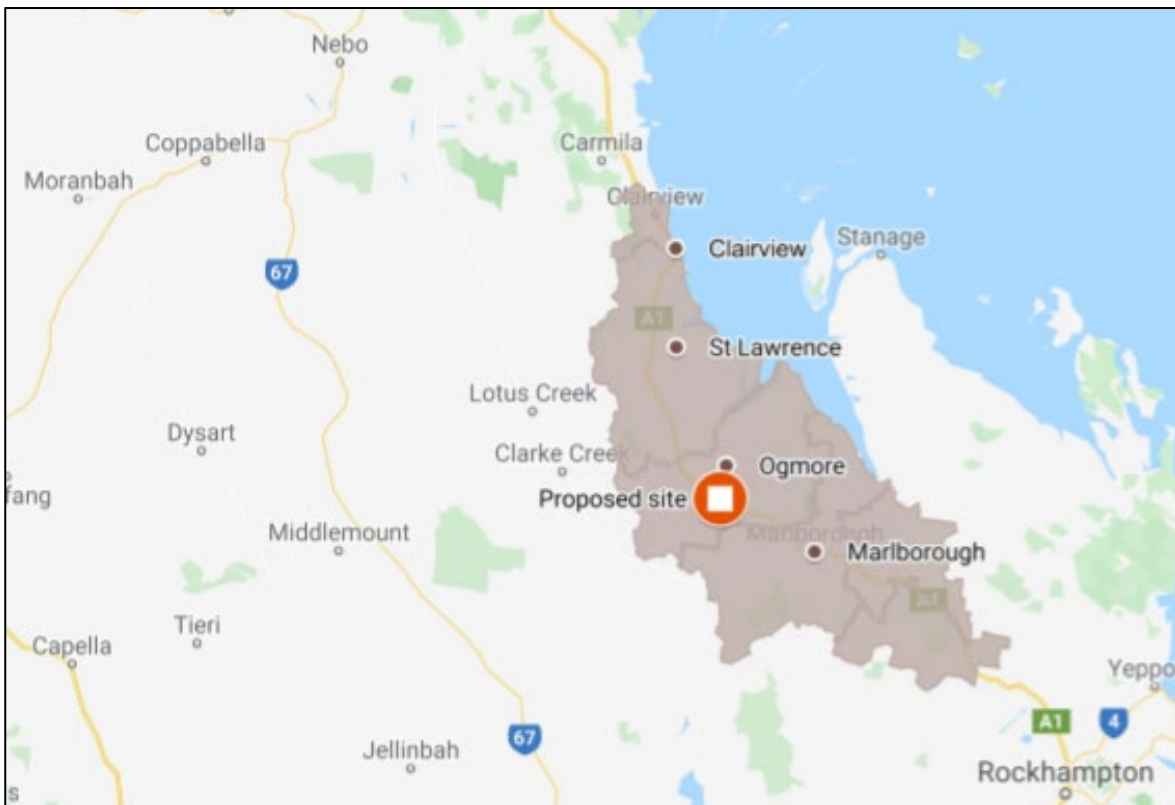 Nebo
Coppabella
Carmila
Moranbah
Clairview
Stanage
Clairview
67
A1
St Lawrence
Lotus Creek
Dysart
Clarke Creek
Ogmore
fang
Proposed site
Middlemount
Marlborough
Marlborough
A1
Tieri
Capella
Yeppo
A1
4
67
Jellinbah
Rockhampton
s